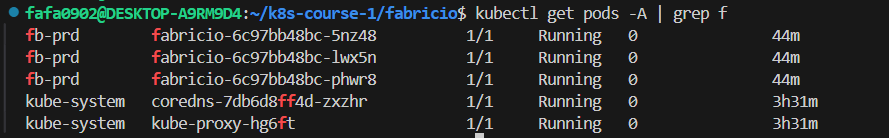 fafa0902@DESKTOP-A9RM9D4:~/k8s-course-1/fabricio$ kubectl get pods -A | grep f
fb-prd fabricio-6c97bb48bc-5nz48 1/1 Running 0 44m
fb-prd fabricio-6c97bb48bc-lwx5n 1/1 Running 0 44m
fb-prd fabricio-6c97bb48bc-phwr8 1/1 Running 0 44m
kube-system coredns-7db6d8ff4d-zxzhr 1/1 Running 0 3h31m
kube-system kube-proxy-hg6ft 1/1 Running 0 3h31m